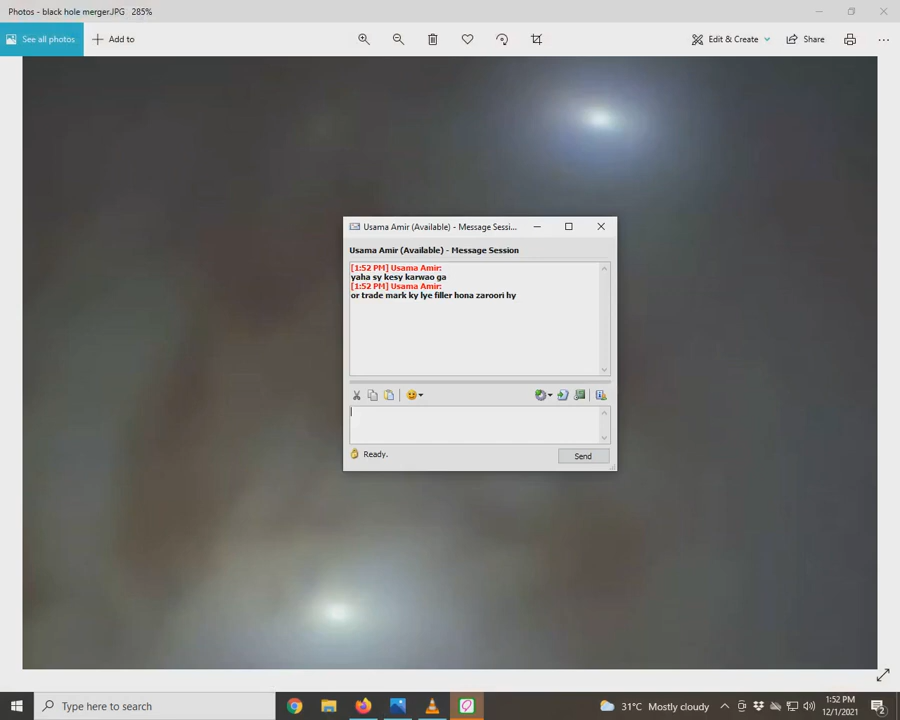 Photos - black hole merger.JPG 285%
See all photos
Add to
Edit & Create
Share
Usama Amir (Available) - Message Sessi...
Usama Amir (Available) - Message Session
[1:52 PM] Usama Amir:
yaha sy kesy karwao ga
[1:52 PM] Usama Amir:
or trade mark ky lye filler hona zaroori hy
Ready.
Send
Type here to search
31°C Mostly cloudy
1:52 PM
12/1/2021
2